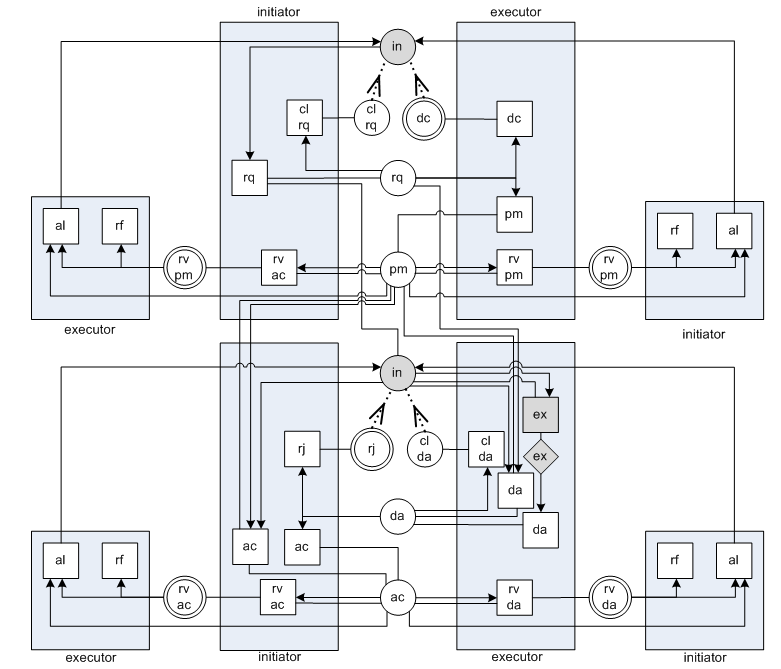 initiator
executor
in
cl
rq
cl
rq
dc
dc
rq
rq
pm
al
rf
rv
pm
rv
ac
pm
rv
pm
rv
pm
rf
al
executor
initiator
in
ex
rj
rj
cl
da
cl
da
ex
da
da
da
ac
ac
al
rf
rv
ac
rv
ac
ac
rv
da
rv
da
rf
al
executor
initiator
executor
initiator